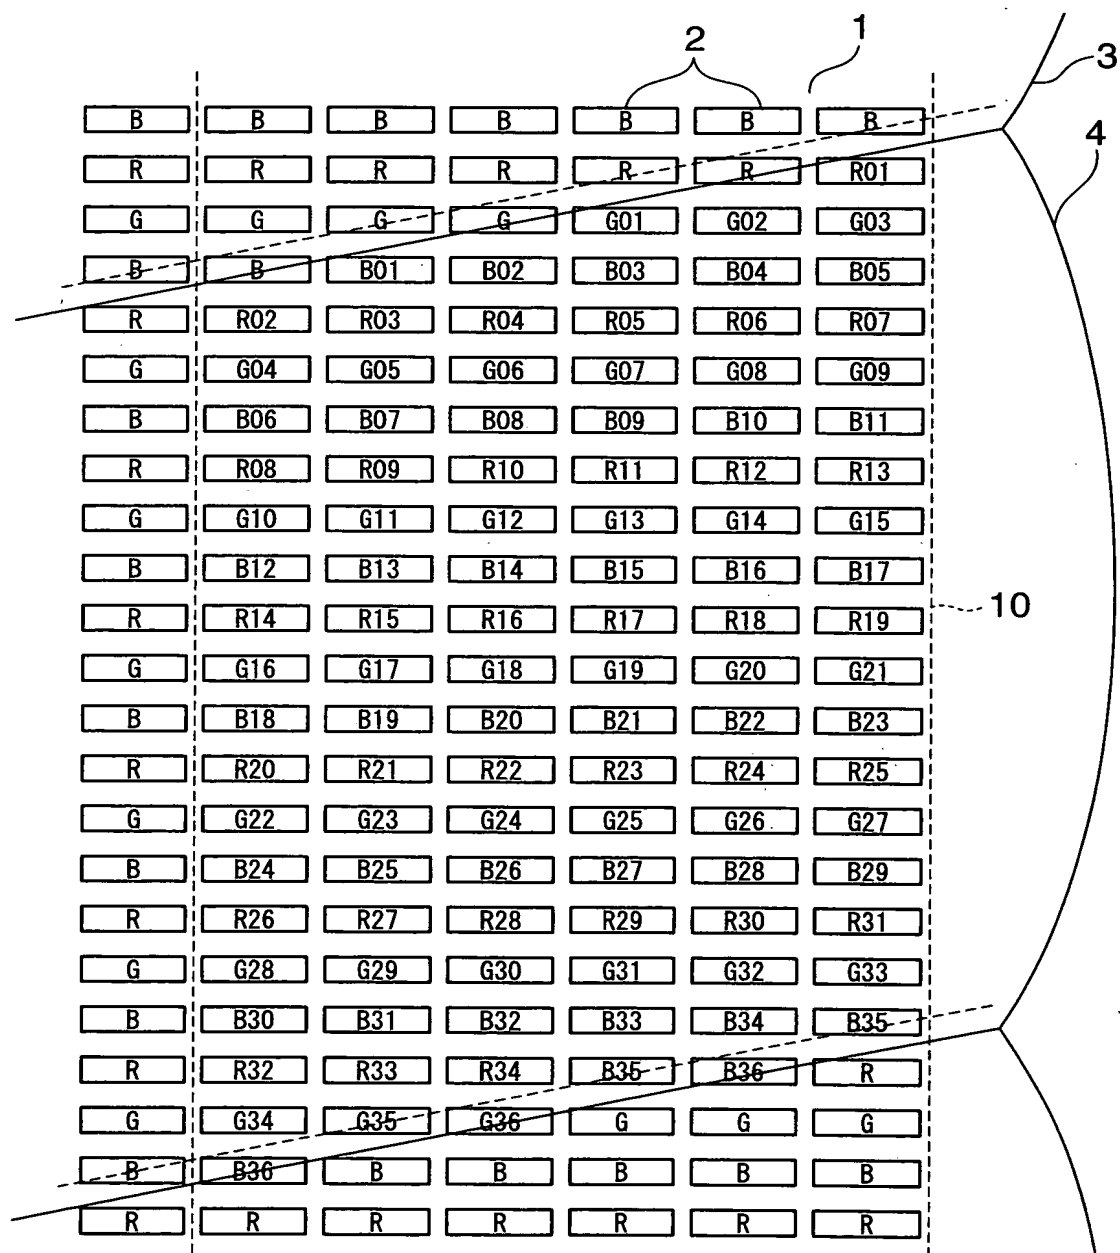 1
2
3
B B B B B B B
4
R R R R R R R01
G G G G G01 G02 G03
B B B01 B02 B03 B04 B05
R R02 R03 R04 R05 R06 R07
G G04 G05 G06 G07 G08 G09
B B06 B07 B08 B09 B10 B11
R R08 R09 R10 R11 R12 R13
G G10 G11 G12 G13 G14 G15
B B12 B13 B14 B15 B16 B17
10
R R14 R15 R16 R17 R18 R19
G G16 G17 G18 G19 G20 G21
B B18 B19 B20 B21 B22 B23
R R20 R21 R22 R23 R24 R25
G G22 G23 G24 G25 G26 G27
B B24 B25 B26 B27 B28 B29
R R26 R27 R28 R29 R30 R31
G G28 G29 G30 G31 G32 G33
B B30 B31 B32 B33 B34 B35
R R32 R33 R34 B35 B36 R
G G34 G35 G36 G G G
B B36 B B B B B
R R R R R R R